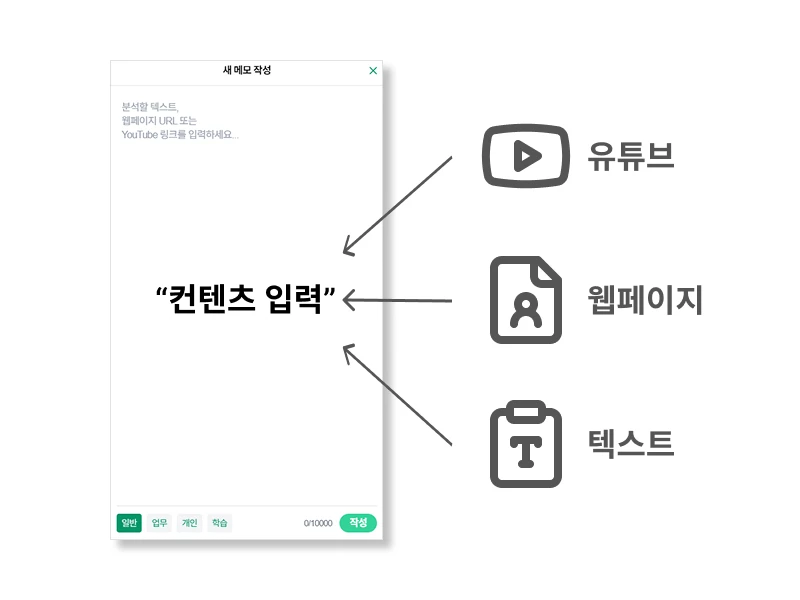 새 메모 작성
분석할 텍스트,
웹페이지 URL 또는
YouTube 링크를 입력하세요...
“컨텐츠 입력”
유튜브
웹페이지
텍스트
T
일반 업무 개인 학습 0/10000 작성